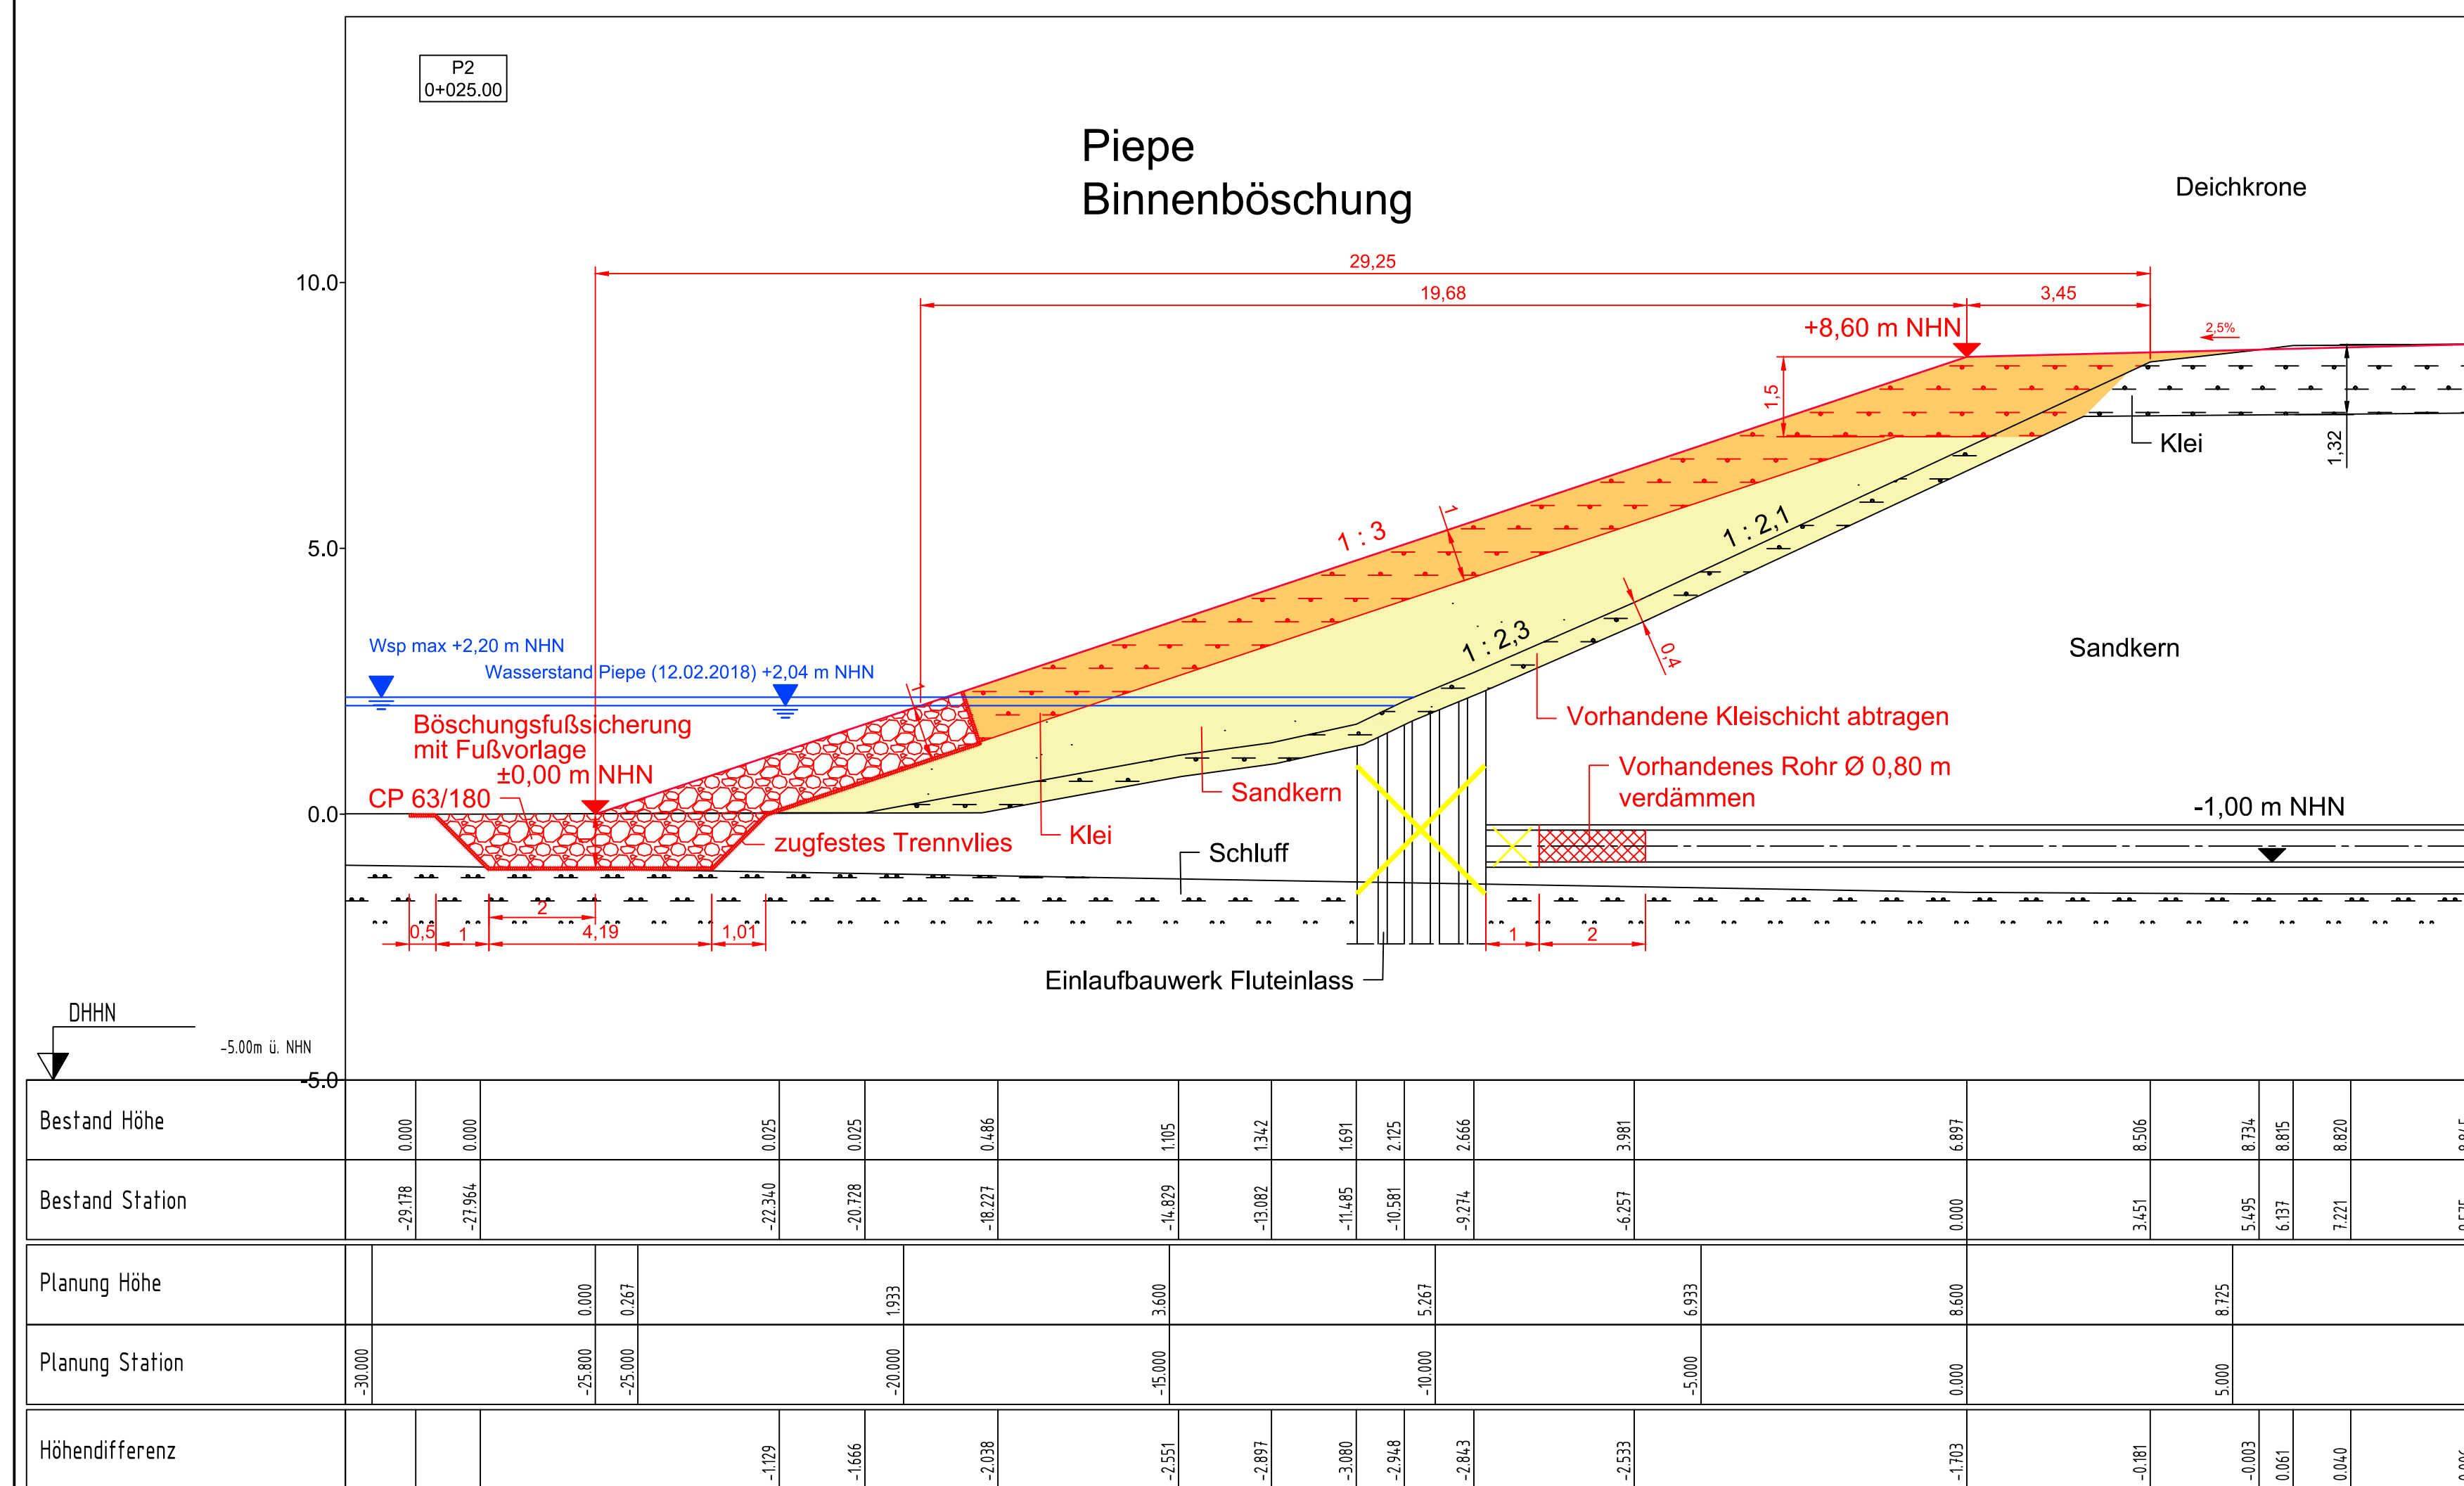 P2
0+025.00
Piepe
Binnenböschung
Deichkrone
29,25
10.0
19,68
3,45
+8,60 m NHN
2,5%
1,5
1,32
Klei
1 : 3
1
1 : 2,1
5.0
1 : 2,3
0,4
Sandkern
Wsp max +2,20 m NHN
Wasserstand Piepe (12.02.2018) +2,04 m NHN
1
Böschungsfußsicherung
mit Fußvorlage
±0,00 m NHN
CP 63/180
Vorhandene Kleischicht abtragen
Vorhandenes Rohr Ø 0,80 m
verdämmen
Sandkern
-1,00 m NHN
0.0
zugfestes Trennvlies
Klei
Schluff
2
0,5
1
4,19
1,01
1
2
Einlaufbauwerk Fluteinlass
DHHN
-5.00m ü. NHN
-5.0
Bestand Höhe
0.000
0.000
0.025
0.025
0.486
1.105
1.342
1.691
2.125
2.666
3.981
6.897
8.506
8.734
8.815
8.820
Bestand Station
-29.178
-27.964
-22.340
-20.728
-18.227
-14.829
-13.082
-11.485
-10.581
-9.274
-6.257
0.000
3.451
5.495
6.137
7.221
Planung Höhe
0.000
0.267
1.933
3.600
5.267
6.933
8.600
8.725
Planung Station
-30.000
-25.800
-25.000
-20.000
-15.000
-10.000
-5.000
0.000
5.000
Höhendifferenz
-1.129
-1.666
-2.038
-2.551
-2.897
-3.080
-2.948
-2.843
-2.533
-1.703
-0.181
-0.003
0.061
0.040